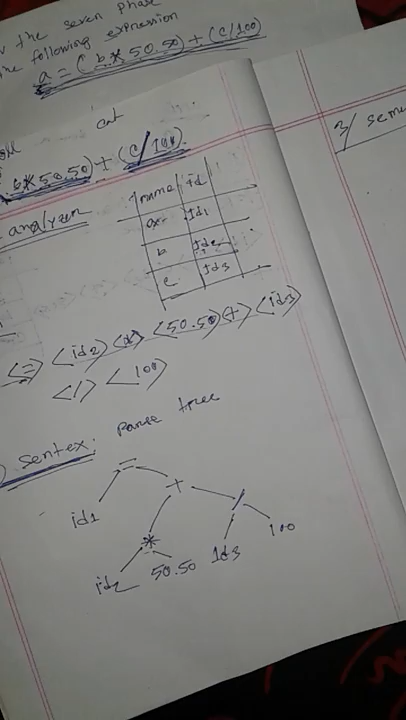 the seven phase
the following expression
a = (b * 50.50) + (c/100)
b * 50.50) + (c/100)
analyzer
name id
id1
b id2
c id3
<=> <id2> <*> <50.50> <+> <id3>
</> <100>
sentex. parse tree
=
+
id1
* /
id2 50.50 id3 100
3/ sem